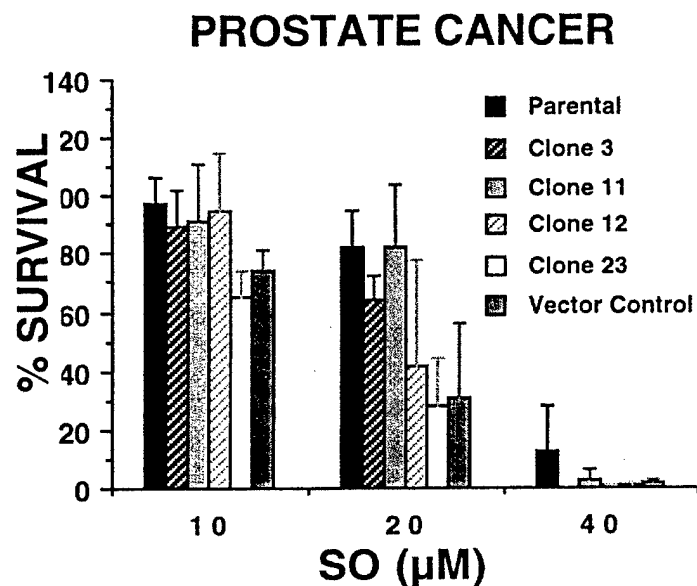 PROSTATE CANCER
% SURVIVAL
140
20
00
80
60
40
20
0
Parental
Clone 3
Clone 11
Clone 12
Clone 23
Vector Control
10
20
40
SO (µM)